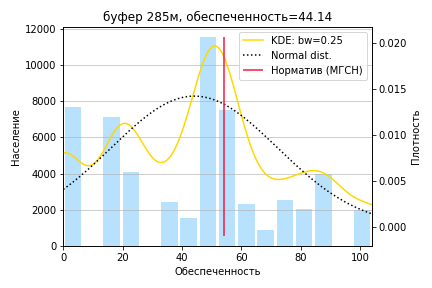 буфер 285м, обеспеченность=44.14
KDE: bw=0.25
Normal dist.
Норматив (МГСН)
Население
12000
10000
8000
6000
4000
2000
0
0.020
0.015
0.010
0.005
0.000
Плотность
0 20 40 60 80 100
Обеспеченность